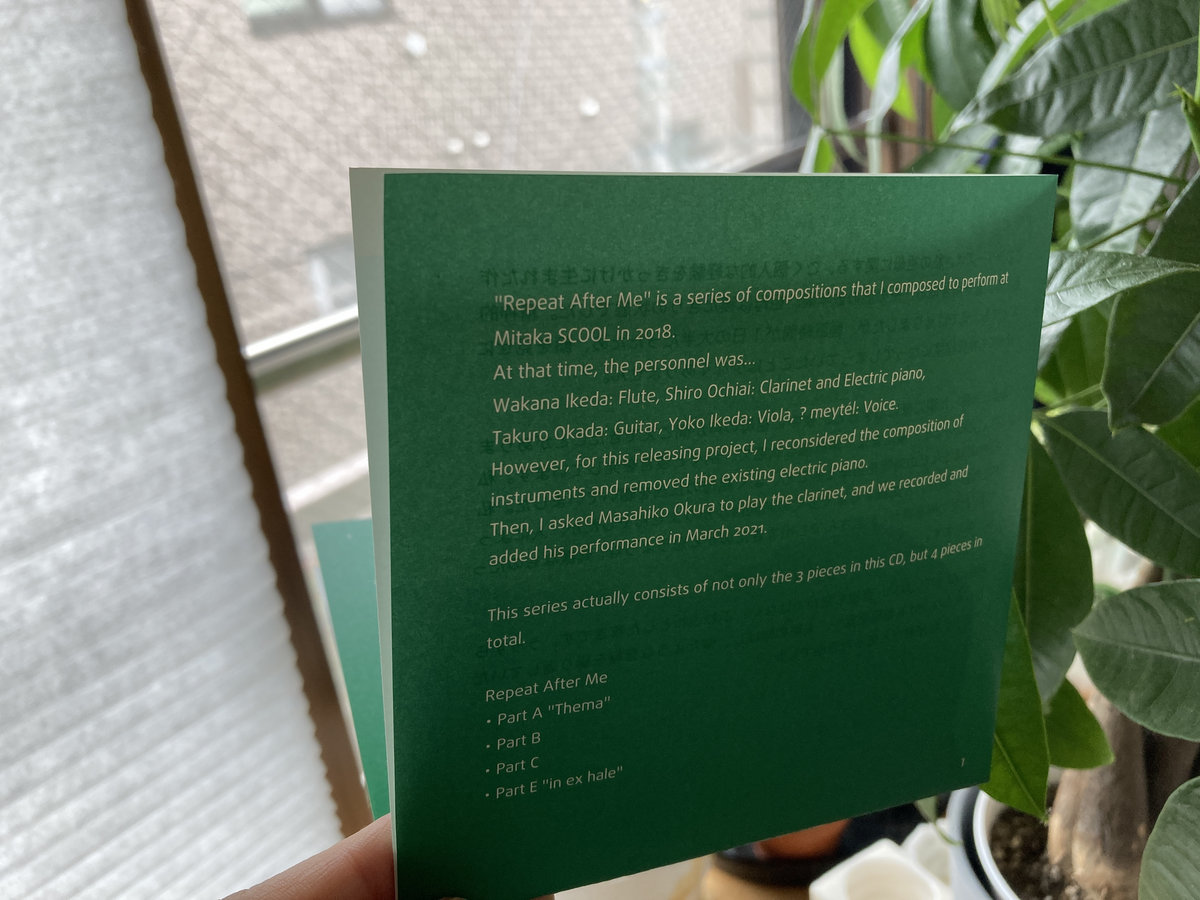 "Repeat After Me" is a series of compositions that I composed to perform at
Mitaka SCOOL in 2018.
At that time, the personnel was...
Wakana Ikeda: Flute, Shiro Ochiai: Clarinet and Electric piano,
Takuro Okada: Guitar, Yoko Ikeda: Viola, ? meytél: Voice.
However, for this releasing project, I reconsidered the composition of
instruments and removed the existing electric piano.
Then, I asked Masahiko Okura to play the clarinet, and we recorded and
added his performance in March 2021.
This series actually consists of not only the 3 pieces in this CD, but 4 pieces in
total.
Repeat After Me
• Part A "Thema"
• Part B
• Part C
• Part E "in ex hale"
1